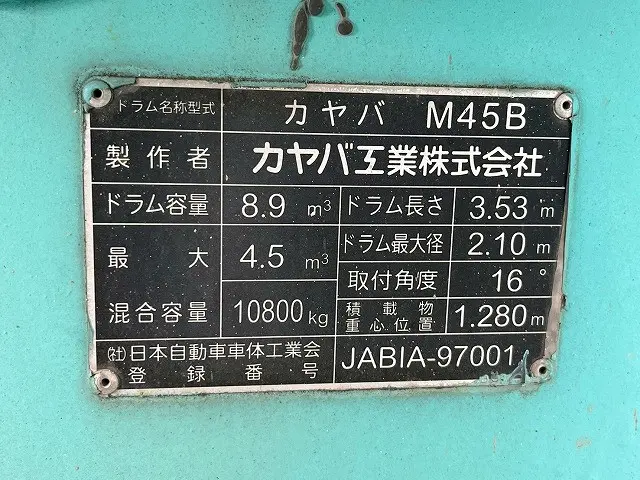 ドラム名称型式 カヤバ M45B
製作者 カヤバ工業株式会社
ドラム容量 8.9 m³ ドラム長さ 3.53 m
最大混合容量 4.5 m³ ドラム最大径 2.10 m
10800kg 取付角度 16°
積載物重心位置 1.280m
(社)日本自動車車体工業会
登録番号 JABIA-97001